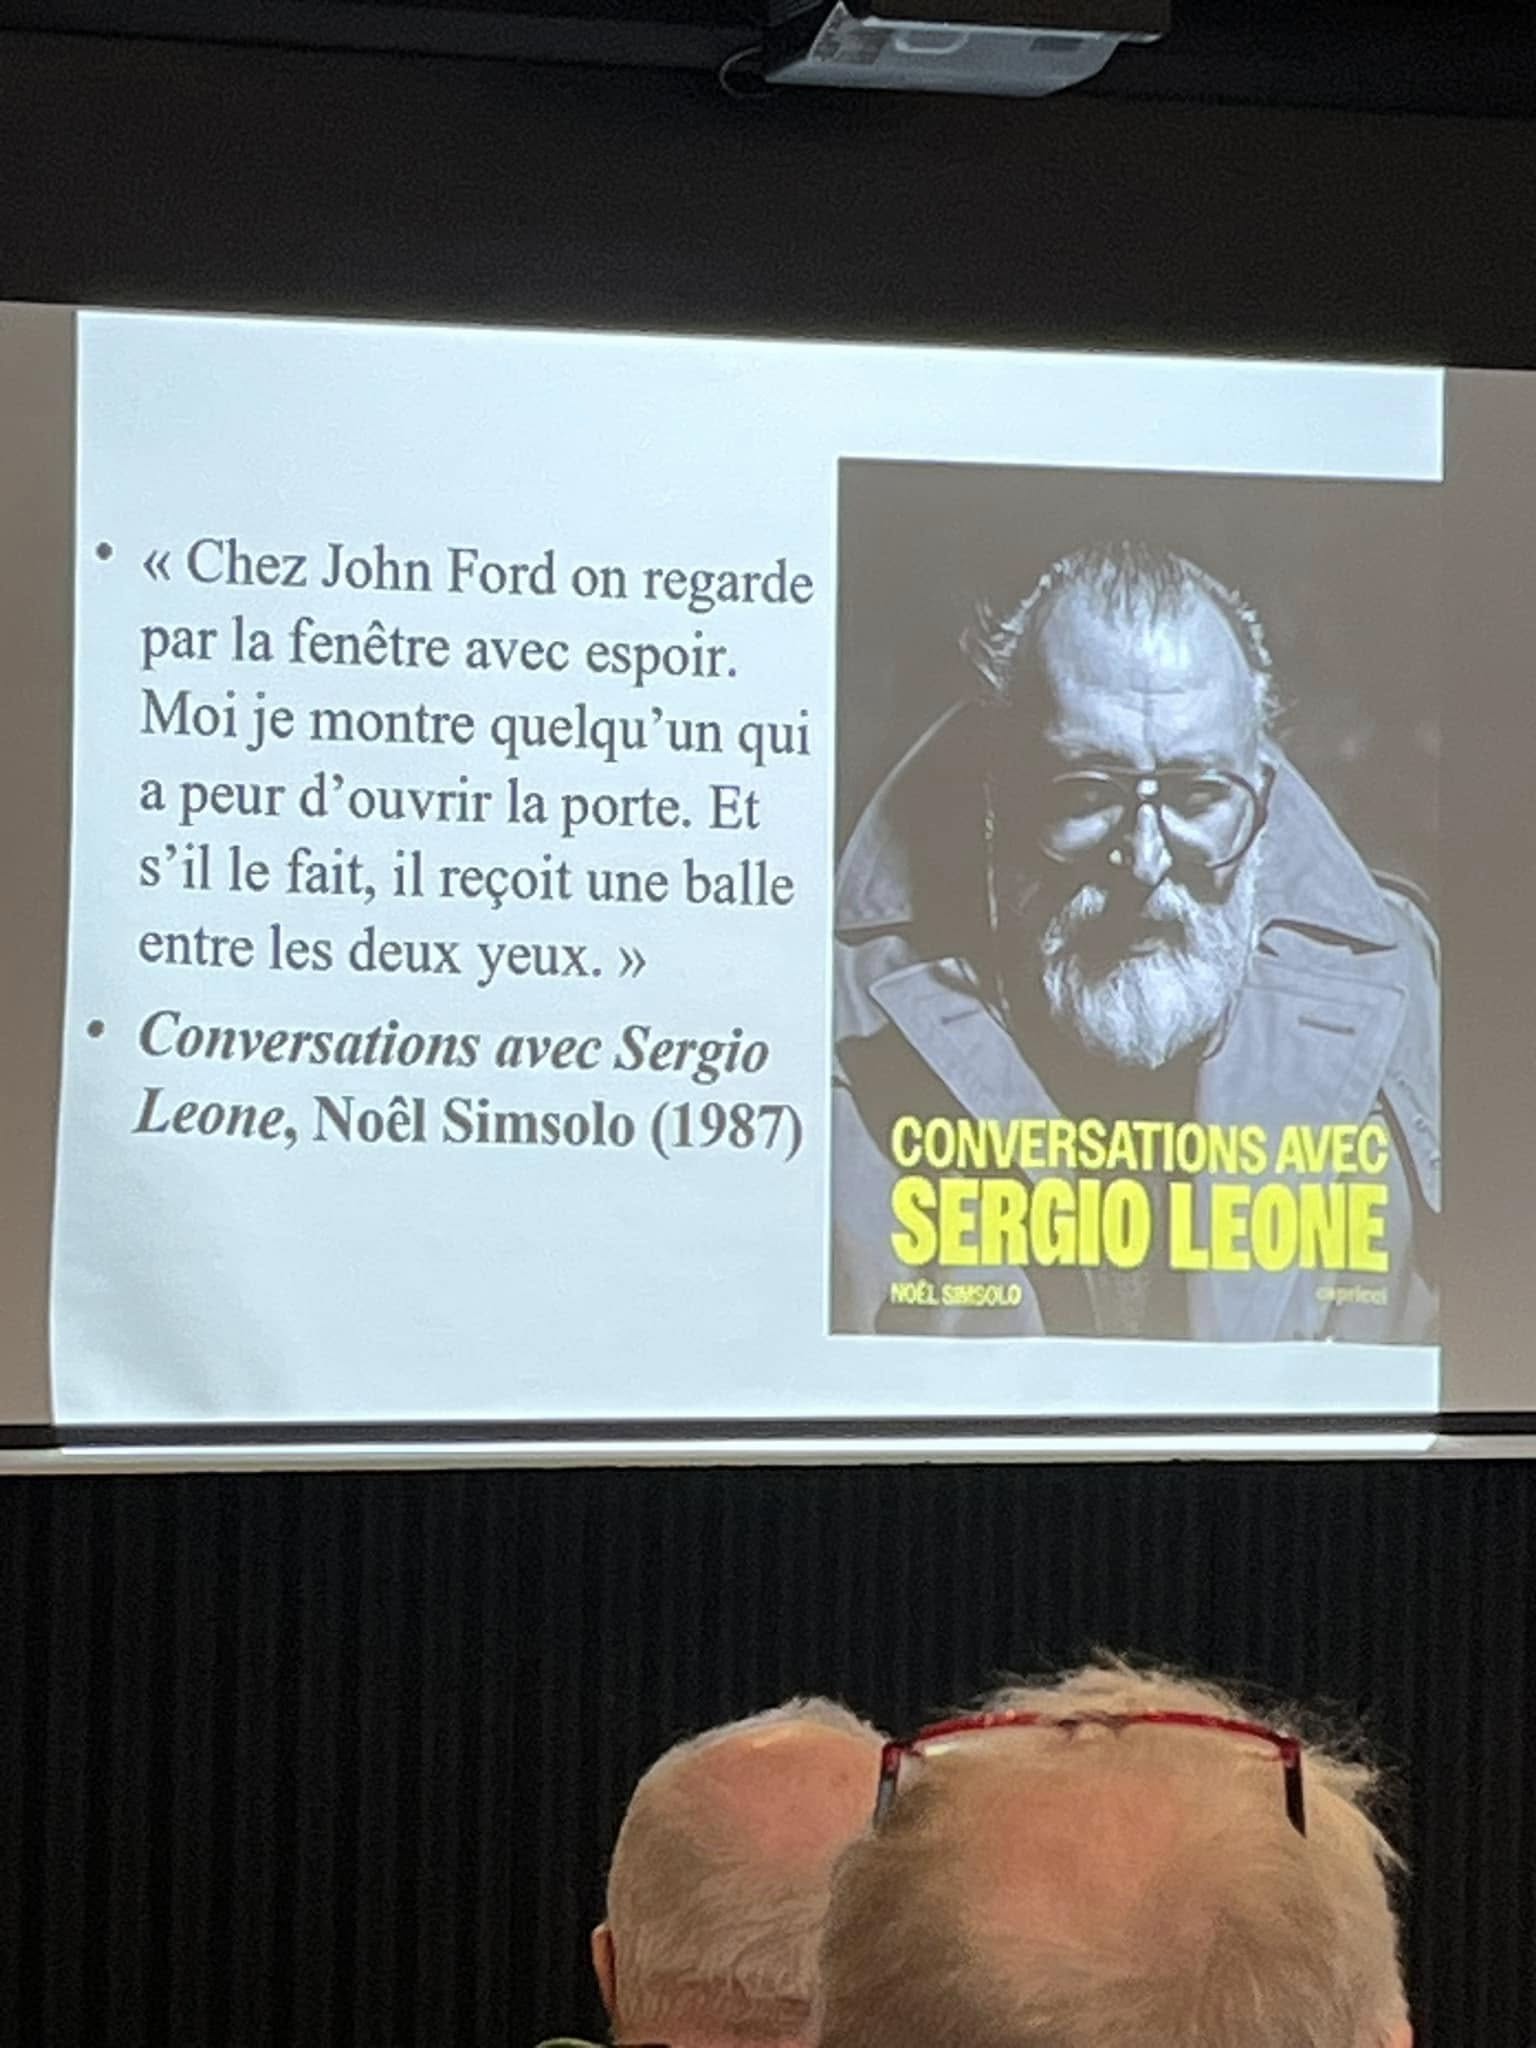 • « Chez John Ford on regarde
par la fenêtre avec espoir.
Moi je montre quelqu’un qui
a peur d’ouvrir la porte. Et
s’il le fait, il reçoit une balle
entre les deux yeux. »
• Conversations avec Sergio
Leone, Noêl Simsolo (1987)
CONVERSATIONS AVEC
SERGIO LEONE
NOËL SIMSOLO
capricci